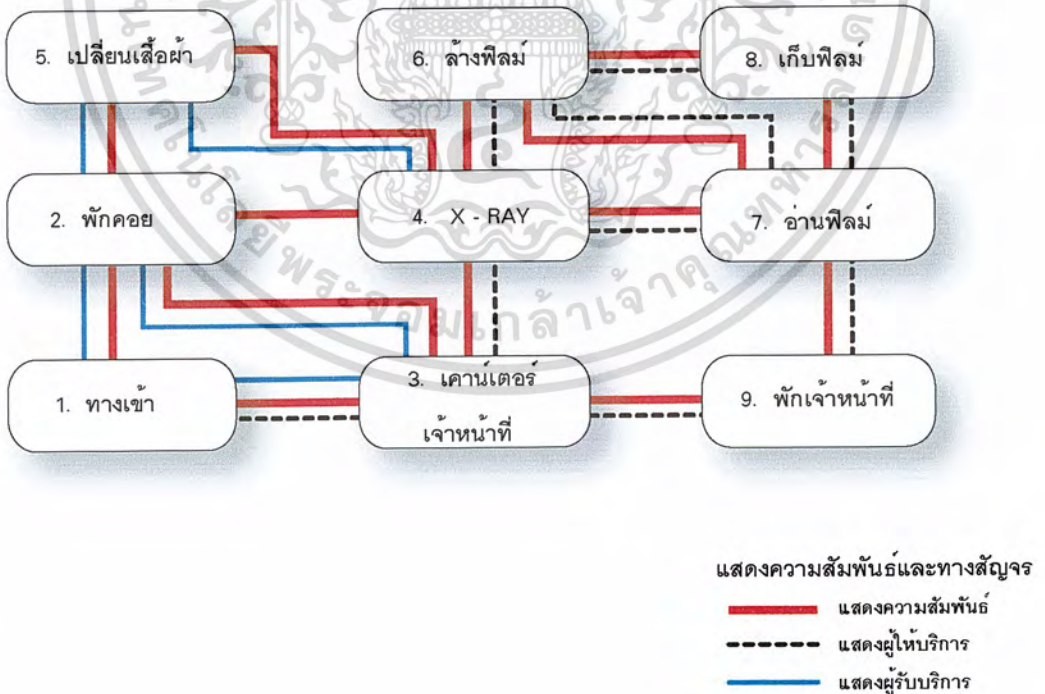 5. เปลี่ยนเสื้อผ้า
6. ล้างฟิลม์
8. เก็บฟิลม์
2. พักคอย
4. X - RAY
7. อ่านฟิลม์
1. ทางเข้า
3. เคาน์เตอร์
เจ้าหน้าที่
9. พักเจ้าหน้าที่
แสดงความสัมพันธ์และทางสัญจร
แสดงความสัมพันธ์
แสดงผู้ให้บริการ
แสดงผู้รับบริการ